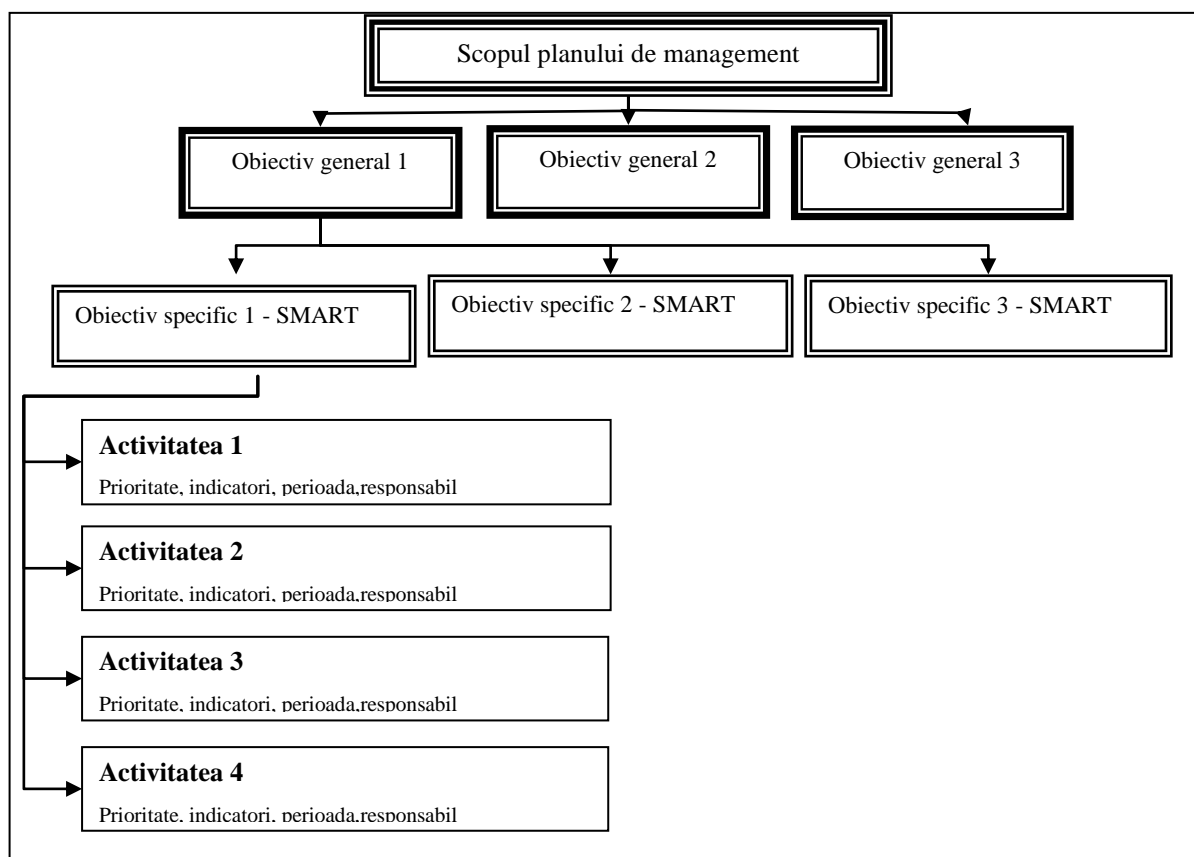 Scopul planului de management
Obiectiv general 1
Obiectiv general 2
Obiectiv general 3
Obiectiv specific 1 - SMART
Obiectiv specific 2 - SMART
Obiectiv specific 3 - SMART
Activitatea 1
Prioritate, indicatori, perioada,responsabil
Activitatea 2
Prioritate, indicatori, perioada,responsabil
Activitatea 3
Prioritate, indicatori, perioada,responsabil
Activitatea 4
Prioritate, indicatori, perioada,responsabil